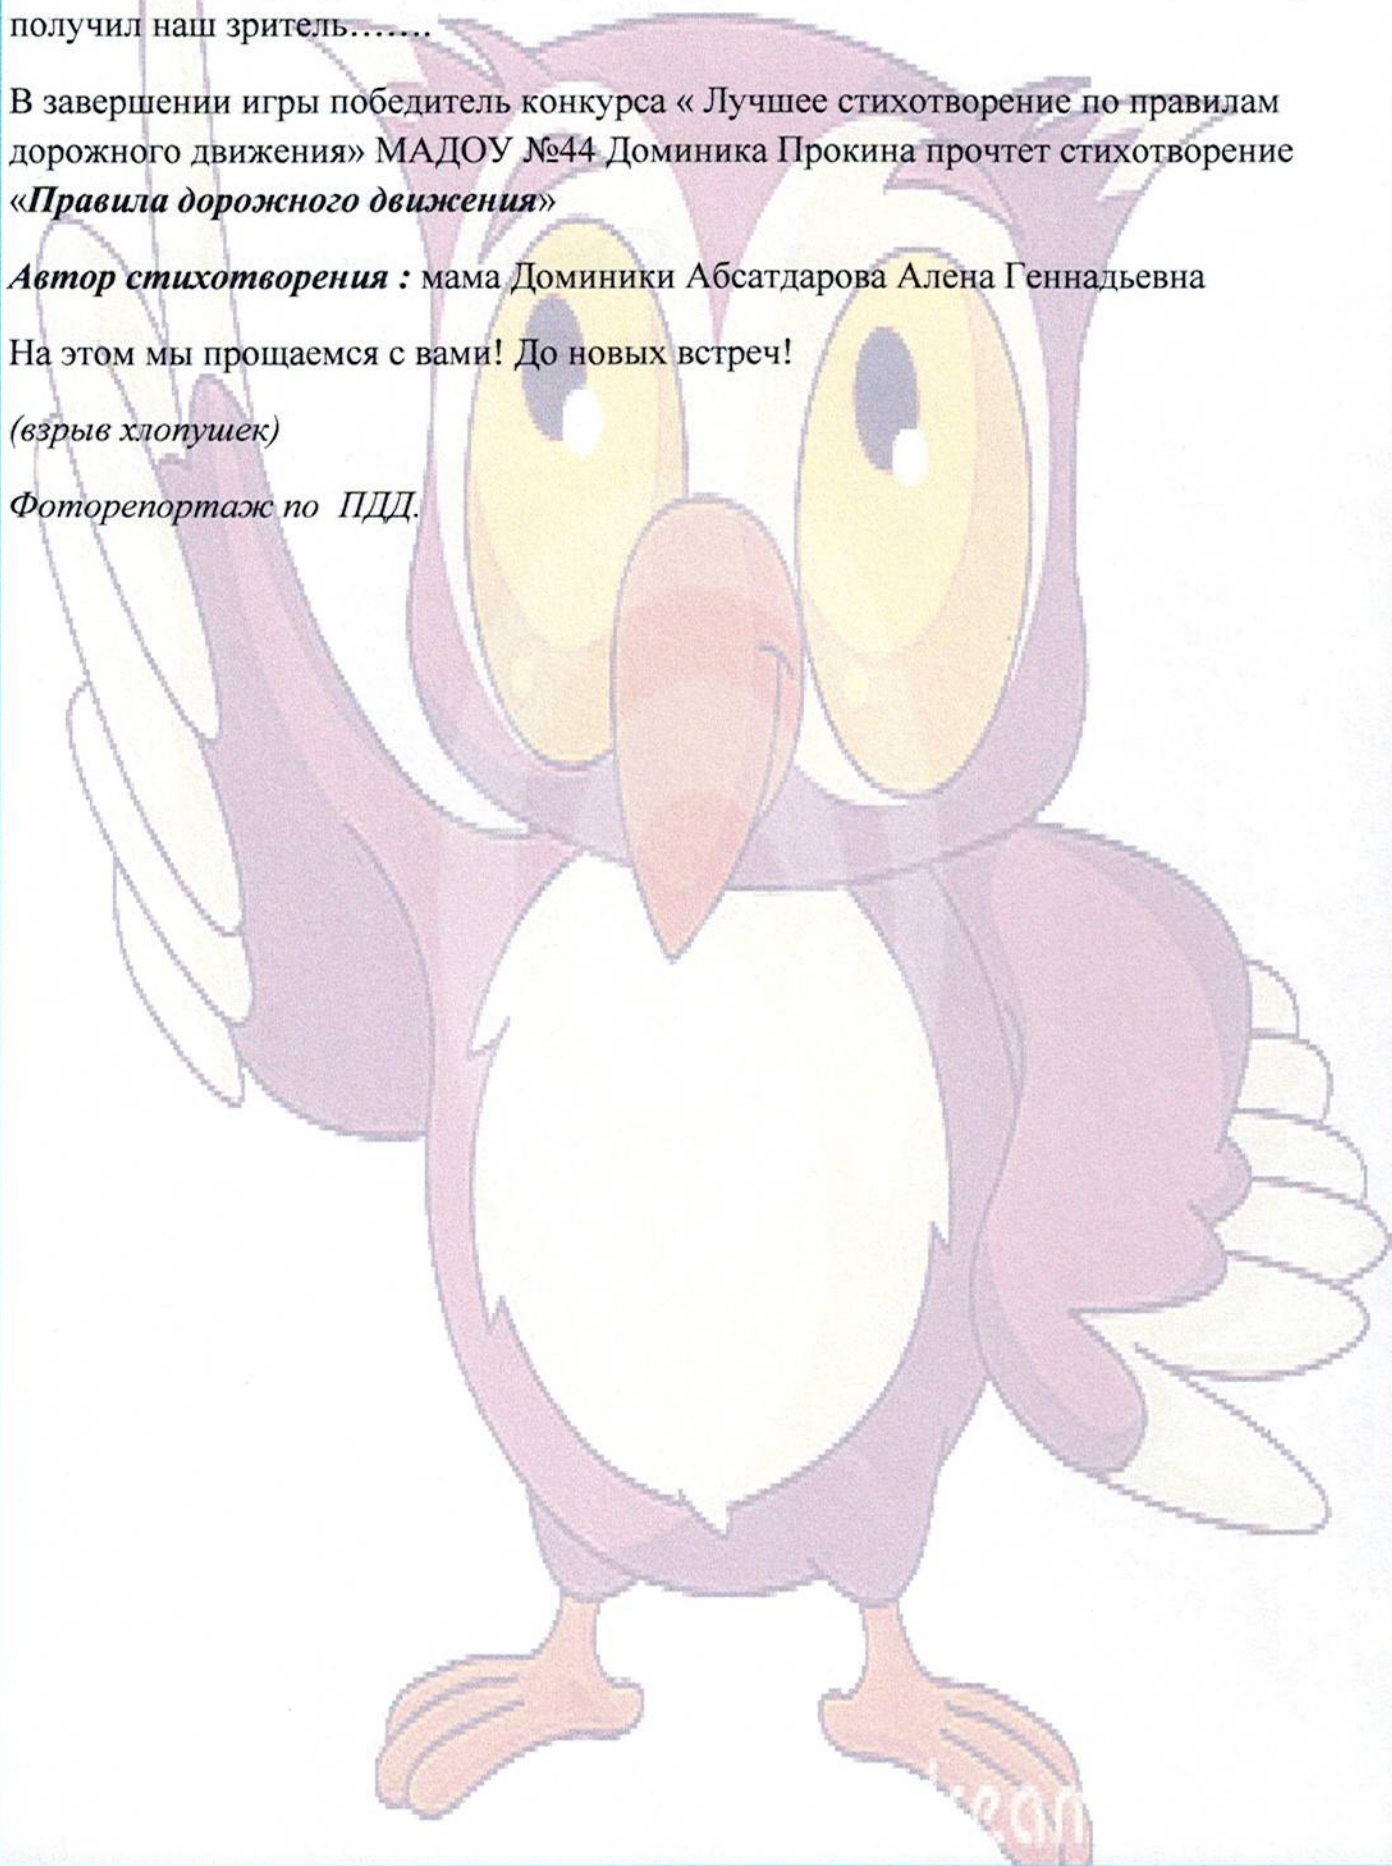 получил наш зритель.......
В завершении игры победитель конкурса « Лучшее стихотворение по правилам
дорожного движения» МАДОУ №44 Доминика Прокина прочтет стихотворение
«Правила дорожного движения»
Автор стихотворения : мама Доминики Абсатдарова Алена Геннадьевна
На этом мы прощаемся с вами! До новых встреч!
(взрыв хлопушек)
Фоторепортаж по ПДД.